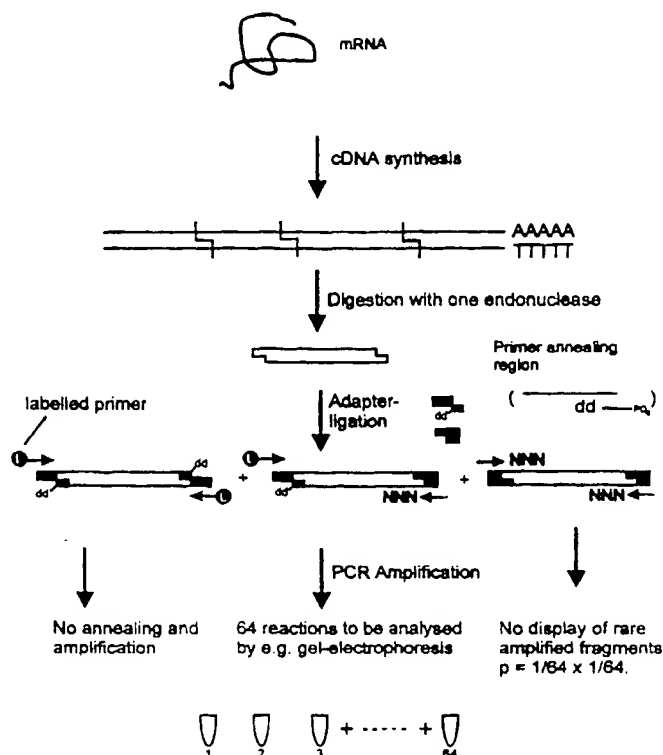 mRNA
cDNA synthesis
AAAAA
TTTTT
Digestion with one endonuclease
Primer annealing
region
labelled primer
Adapter-
ligation
dd
( dd PO4 )
L
dd
+
L
+
NNN
dd
L
dd
NNN
NNN
PCR Amplification
No annealing and
amplification
64 reactions to be analysed
by e.g. gel-electrophoresis
No display of rare
amplified fragments
p = 1/64 x 1/64.
+ ----- +
1 2 3 64